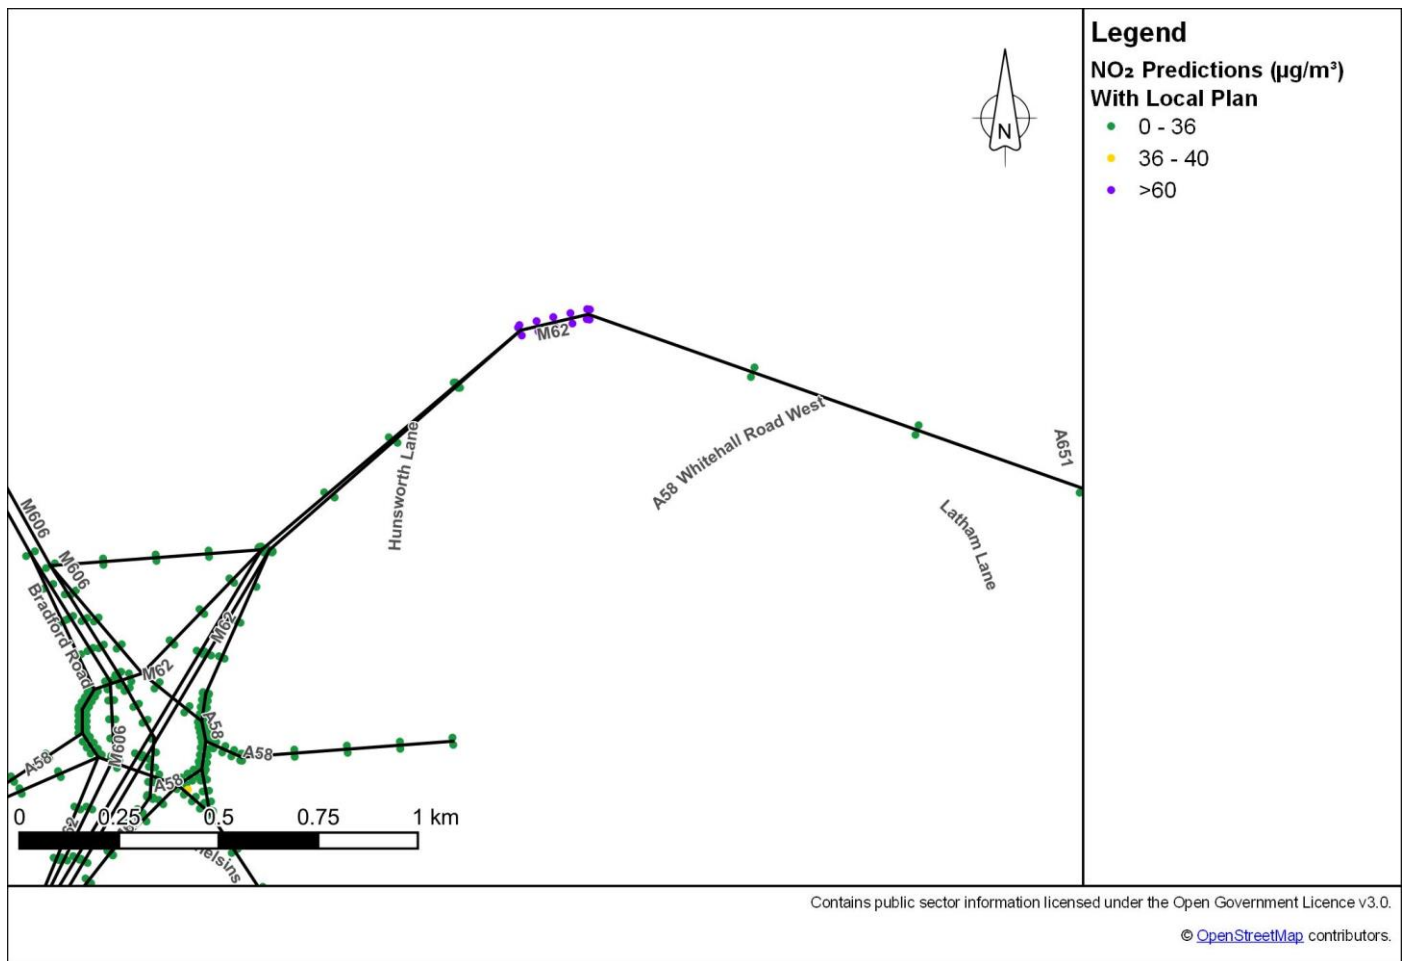 Legend
NO₂ Predictions (µg/m³)
With Local Plan
0 - 36
36 - 40
>60
N
M62
A58 Whitehall Road West
A651
Hunsworth Lane
Latham Lane
M606
M606
Bradford Road
M62
M62
A58
M606
A58
A58
A58
0 0.25 0.5 0.75 1 km
Contains public sector information licensed under the Open Government Licence v3.0.
© OpenStreetMap contributors.